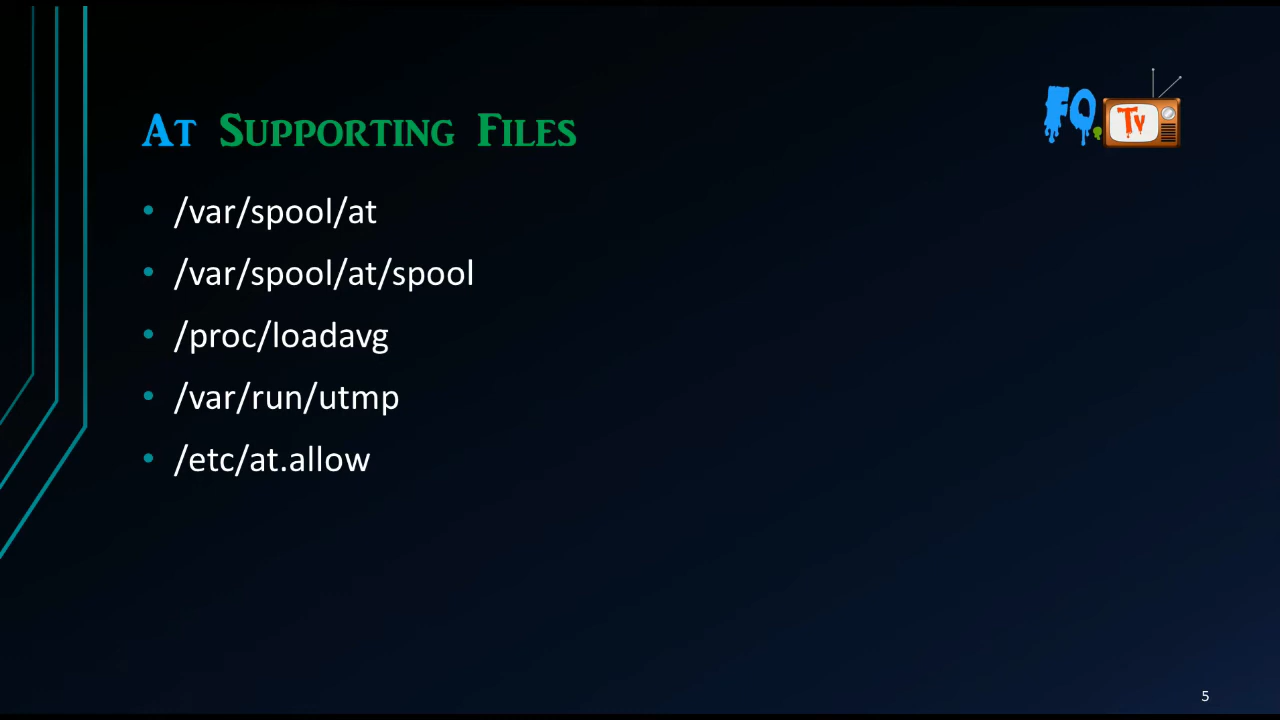 At Supporting Files
FQ. Tv
• /var/spool/at
• /var/spool/at/spool
• /proc/loadavg
• /var/run/utmp
• /etc/at.allow
5